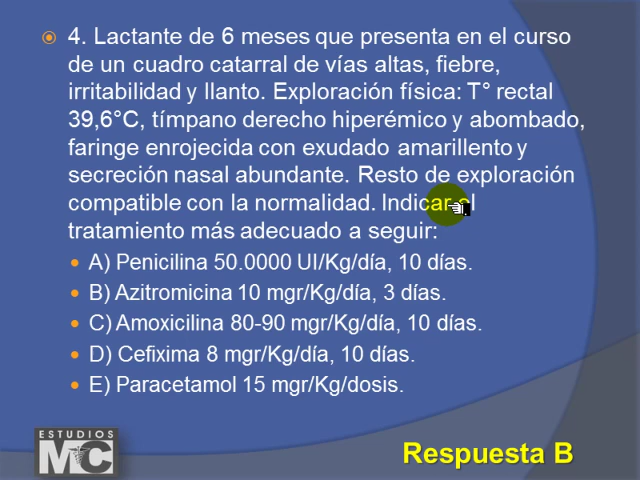 4. Lactante de 6 meses que presenta en el curso
de un cuadro catarral de vías altas, fiebre,
irritabilidad y llanto. Exploración física: T° rectal
39,6°C, tímpano derecho hiperémico y abombado,
faringe enrojecida con exudado amarillento y
secreción nasal abundante. Resto de exploración
compatible con la normalidad. Indicar el
tratamiento más adecuado a seguir:
A) Penicilina 50.0000 UI/Kg/día, 10 días.
B) Azitromicina 10 mgr/Kg/día, 3 días.
C) Amoxicilina 80-90 mgr/Kg/día, 10 días.
D) Cefixima 8 mgr/Kg/día, 10 días.
E) Paracetamol 15 mgr/Kg/dosis.
ESTUDIOS
MC
Respuesta B